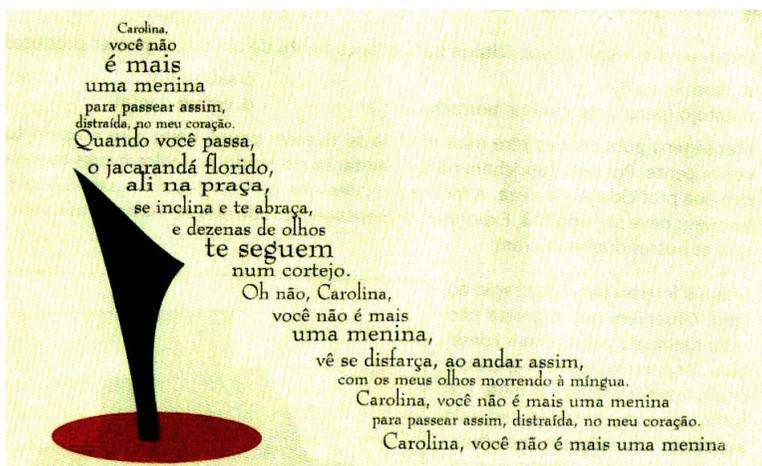 Carolina,
você não
é mais
uma menina
para passear assim,
distraída, no meu coração.
Quando você passa,
o jacarandá florido,
ali na praça,
se inclina e te abraça,
e dezenas de olhos
te seguem
num cortejo.
Oh não, Carolina,
você não é mais
uma menina,
vê se disfarça, ao andar assim,
com os meus olhos morrendo à míngua.
Carolina, você não é mais uma menina
para passear assim, distraída, no meu coração.
Carolina, você não é mais uma menina